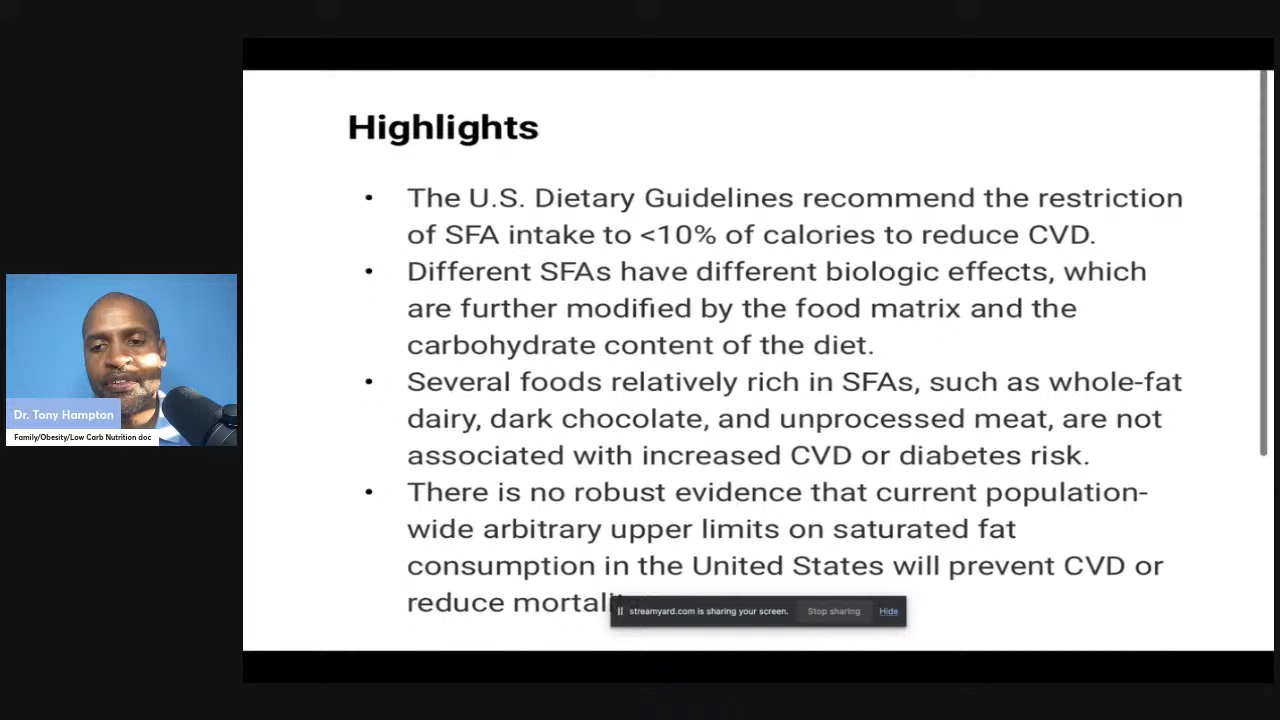 Highlights
• The U.S. Dietary Guidelines recommend the restriction
of SFA intake to <10% of calories to reduce CVD.
• Different SFAs have different biologic effects, which
are further modified by the food matrix and the
carbohydrate content of the diet.
• Several foods relatively rich in SFAs, such as whole-fat
dairy, dark chocolate, and unprocessed meat, are not
associated with increased CVD or diabetes risk.
• There is no robust evidence that current population-
wide arbitrary upper limits on saturated fat
consumption in the United States will prevent CVD or
reduce
streamyard.com is sharing your screen. Stop sharing Hide
Dr. Tony Hampton
Family/Obesity/Low Carb Nutrition doc